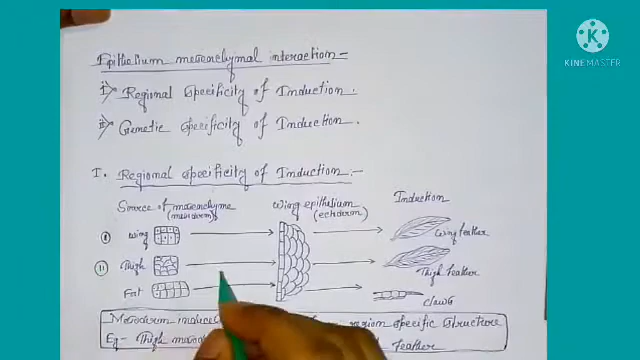 Epithelium mesenchymal interaction-
i) Regional Specificity of Induction.
ii) Genetic Specificity of Induction.
I. Regional specificity of Induction:-
Source of mesenchyme
(mesoderm)
Wing epithelium
(ectoderm)
Induction
i wing
Wing feather
ii Thigh
Thigh feather
Fat
claws
Mesoderm induces region specific structure
Eg- Thigh feather
K
KINEMASTER